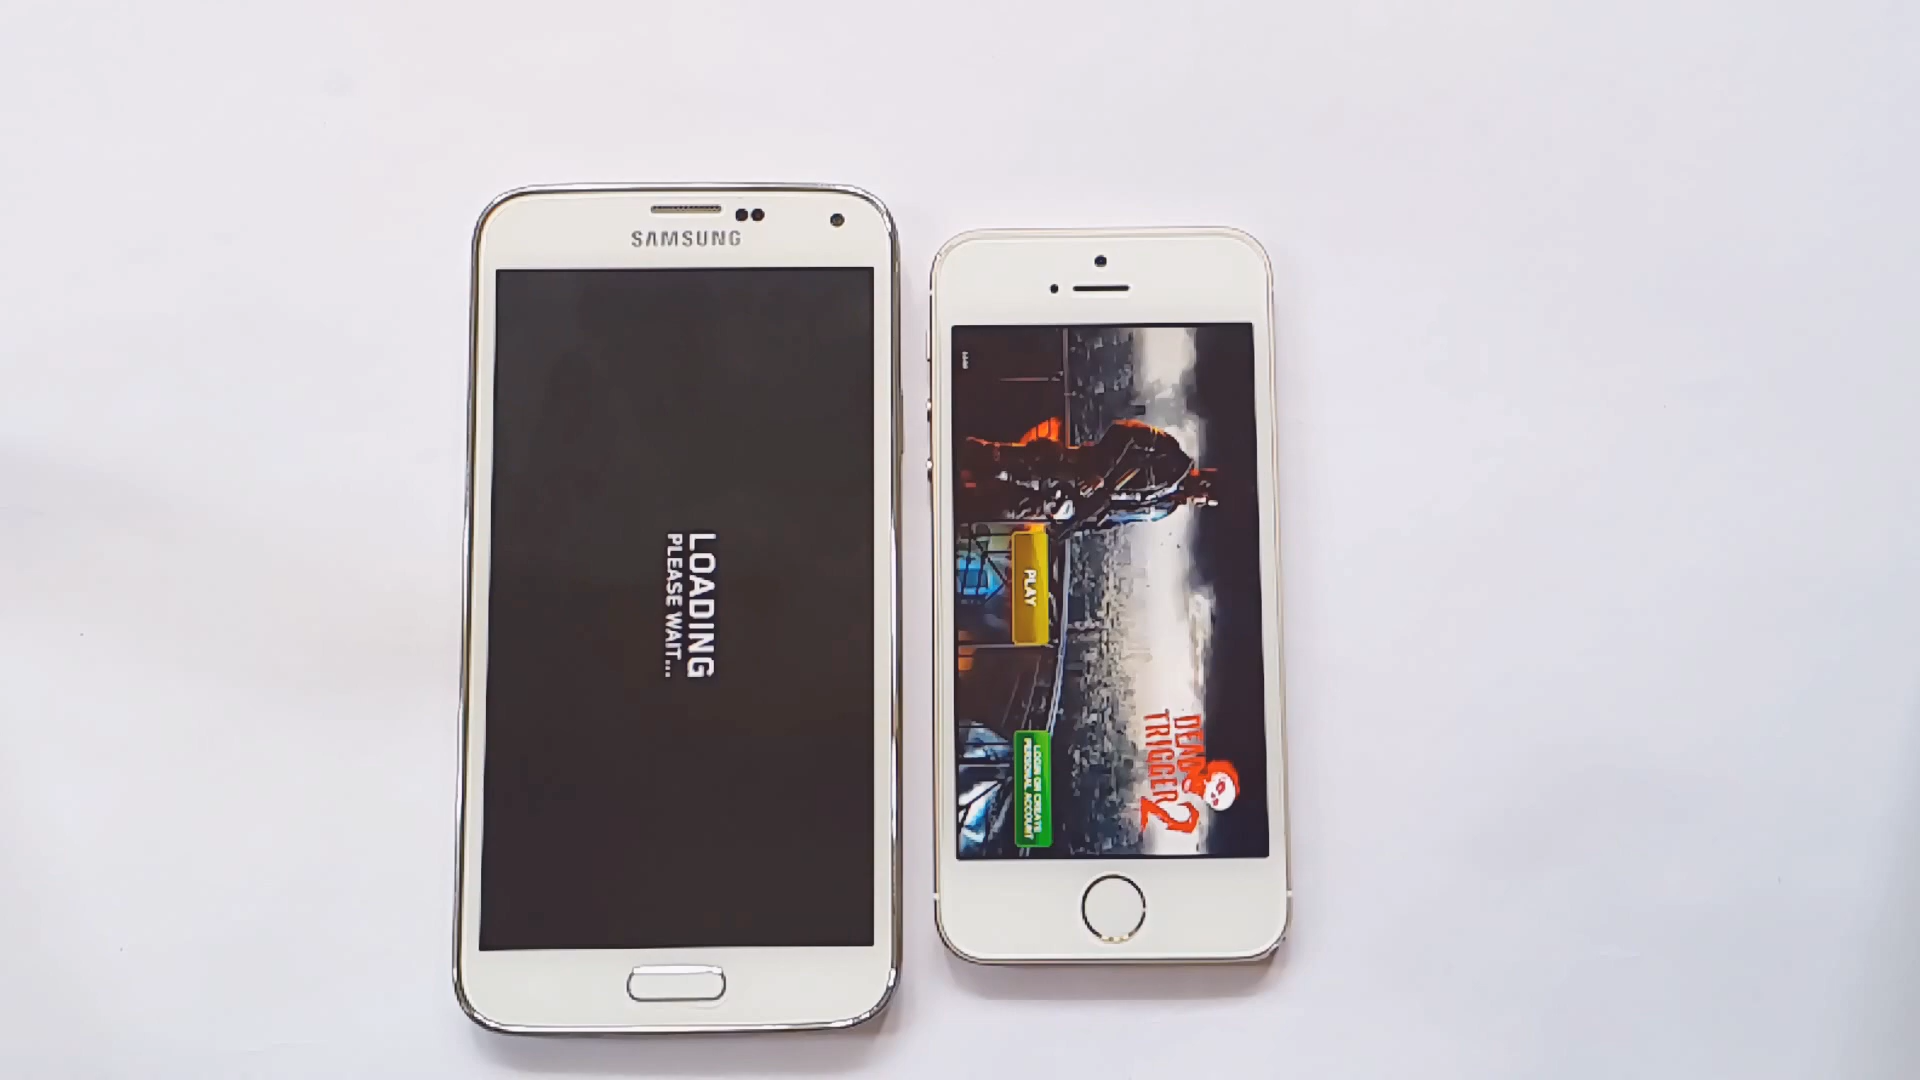 SAMSUNG
LOADING
PLEASE WAIT...
PLAY
DEAD
TRIGGER
2
LOGIN OR CREATE
PERSONAL ACCOUNT